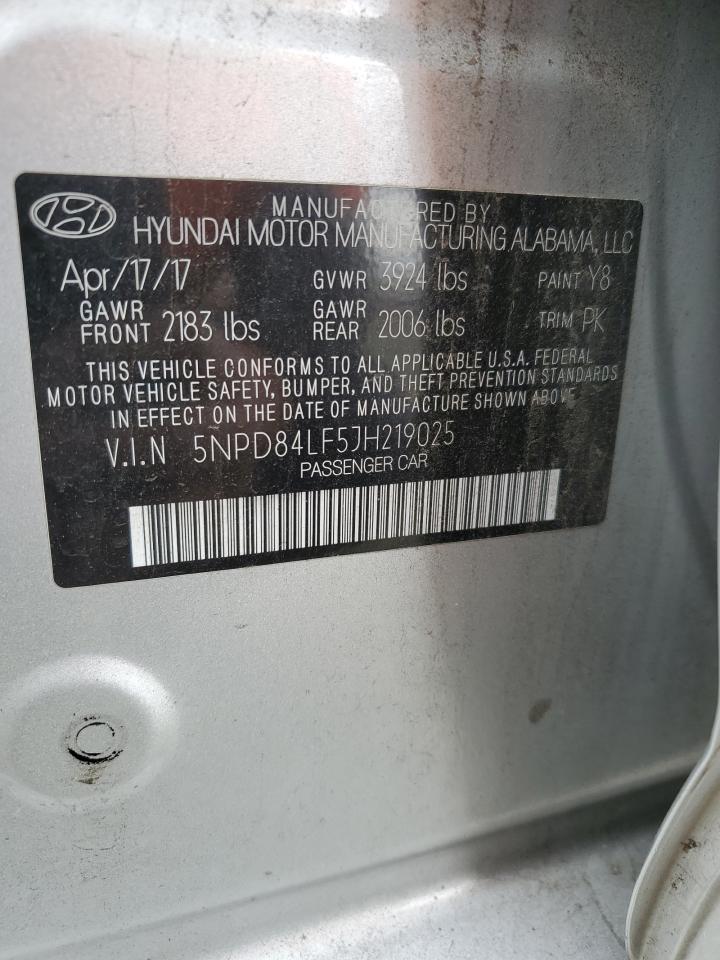 MANUFACTURED BY
HYUNDAI MOTOR MANUFACTURING ALABAMA, LLC
Apr/17/17 GVWR 3924 lbs PAINT Y8
GAWR FRONT 2183 lbs GAWR REAR 2006 lbs TRIM PK
THIS VEHICLE CONFORMS TO ALL APPLICABLE U.S.A. FEDERAL
MOTOR VEHICLE SAFETY, BUMPER, AND THEFT PREVENTION STANDARDS
IN EFFECT ON THE DATE OF MANUFACTURE SHOWN ABOVE
V.I.N 5NPD84LF5JH219025
PASSENGER CAR